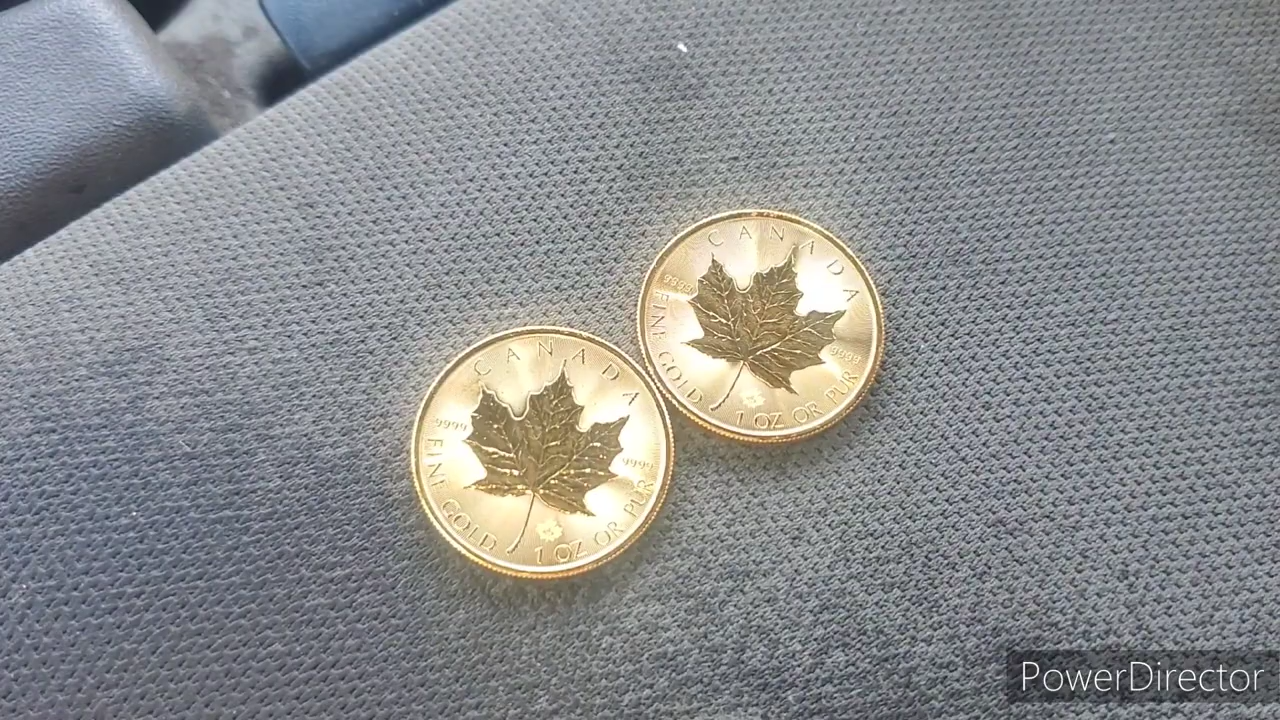 CANADA
9999
9999
FINE GOLD 1 OZ OR PUR
CANADA
9999
9999
FINE GOLD 1 OZ OR PUR
PowerDirector